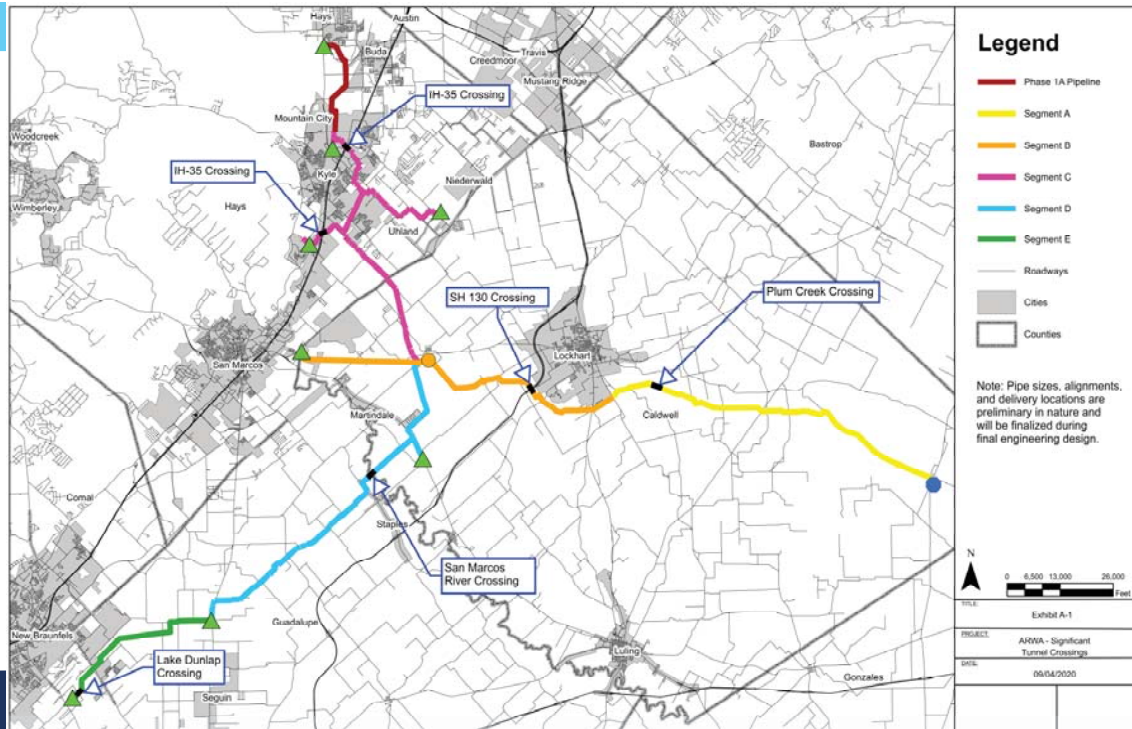 Hays
Austin
Buda
Creedmoor
Travis
Mustang Ridge
IH-35 Crossing
Mountain City
Woodcreek
Bastrop
IH-35 Crossing
Kyle
Niederwald
Wimberley
Hays
Uhland
SH 130 Crossing
Plum Creek Crossing
Lockhart
San Marcos
Martindale
Caldwell
Comal
Staples
San Marcos
River Crossing
New Braunfels
Guadalupe
Lake Dunlap
Crossing
Luling
Seguin
Gonzales
Legend
Phase 1A Pipeline
Segment A
Segment B
Segment C
Segment D
Segment E
Roadways
Cities
Counties
Note: Pipe sizes, alignments,
and delivery locations are
preliminary in nature and
will be finalized during
final engineering design.
N
0 6,500 13,000 26,000
Feet
TITLE:
Exhibit A-1
PROJECT:
ARWA - Significant
Tunnel Crossings
DATE:
09/04/2020